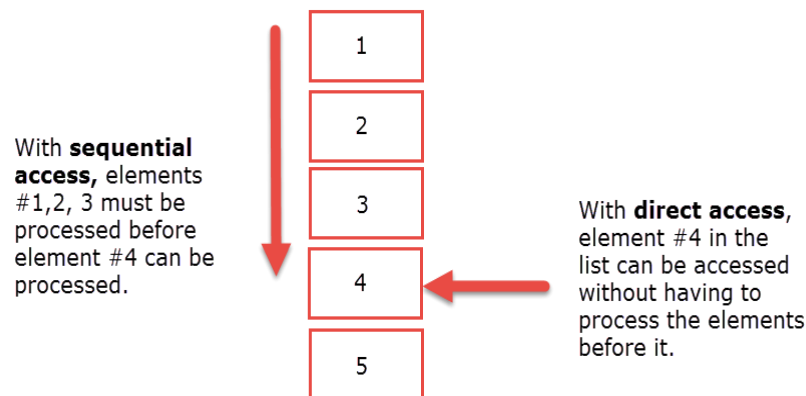 1
2
3
4
5
With sequential
access, elements
#1,2, 3 must be
processed before
element #4 can be
processed.
With direct access,
element #4 in the
list can be accessed
without having to
process the elements
before it.